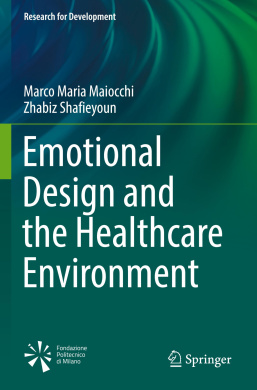 Research for Development
Marco Maria Maiocchi
Zhabiz Shafieyoun
Emotional
Design and
the Healthcare
Environment
Fondazione
Politecnico
di Milano
Springer